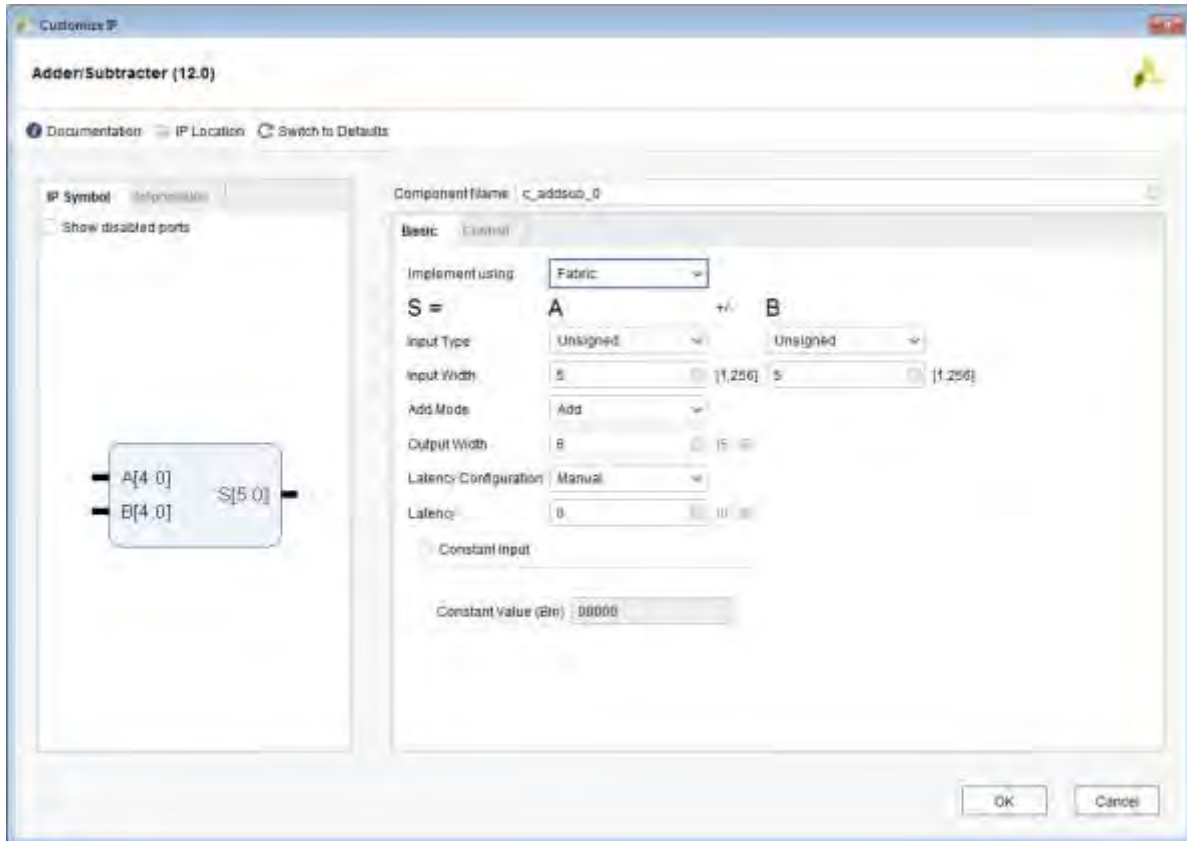 Customize IP
Adder/Subtracter (12.0)
Documentation IP Location Switch to Defaults
IP Symbol Information
Show disabled ports
A[4:0]
B[4:0]
S[5:0]
Component Name c_addsub_0
Basic Control
Implement using Fabric
S = A +/- B
Input Type Unsigned Unsigned
Input Width 5 [1,256] 5 [1,256]
Add Mode Add
Output Width 6
Latency Configuration Manual
Latency 0
Constant Input
Constant Value (Bin) 00000
OK Cancel